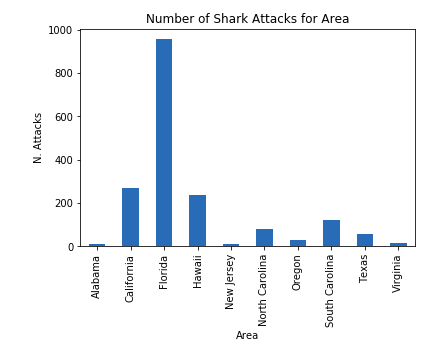 Number of Shark Attacks for Area
N. Attacks
1000
800
600
400
200
0
Alabama
California
Florida
Hawaii
New Jersey
North Carolina
Oregon
South Carolina
Texas
Virginia
Area